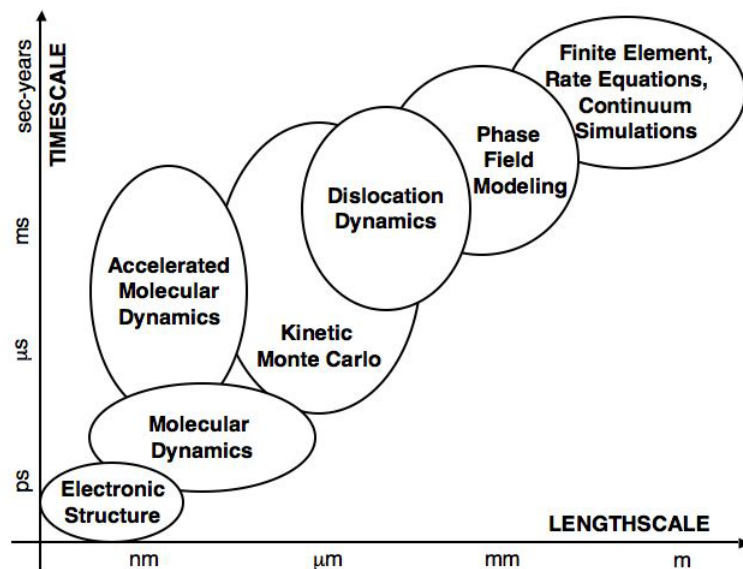 sec-years
TIMESCALE
ms
μs
ps
Finite Element,
Rate Equations,
Continuum
Simulations
Phase
Field
Modeling
Dislocation
Dynamics
Accelerated
Molecular
Dynamics
Kinetic
Monte Carlo
Molecular
Dynamics
Electronic
Structure
LENGTHSCALE
nm
μm
mm
m